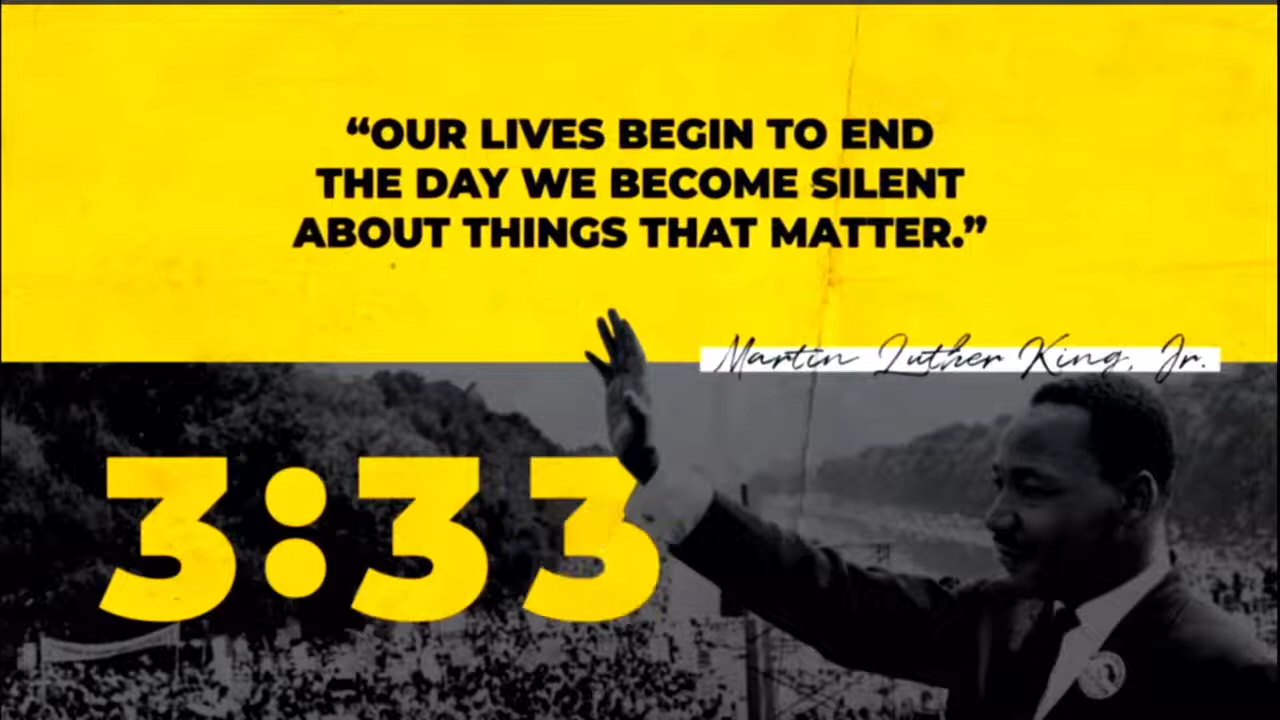 “OUR LIVES BEGIN TO END
THE DAY WE BECOME SILENT
ABOUT THINGS THAT MATTER.”
Martin Luther King, Jr.
3:33